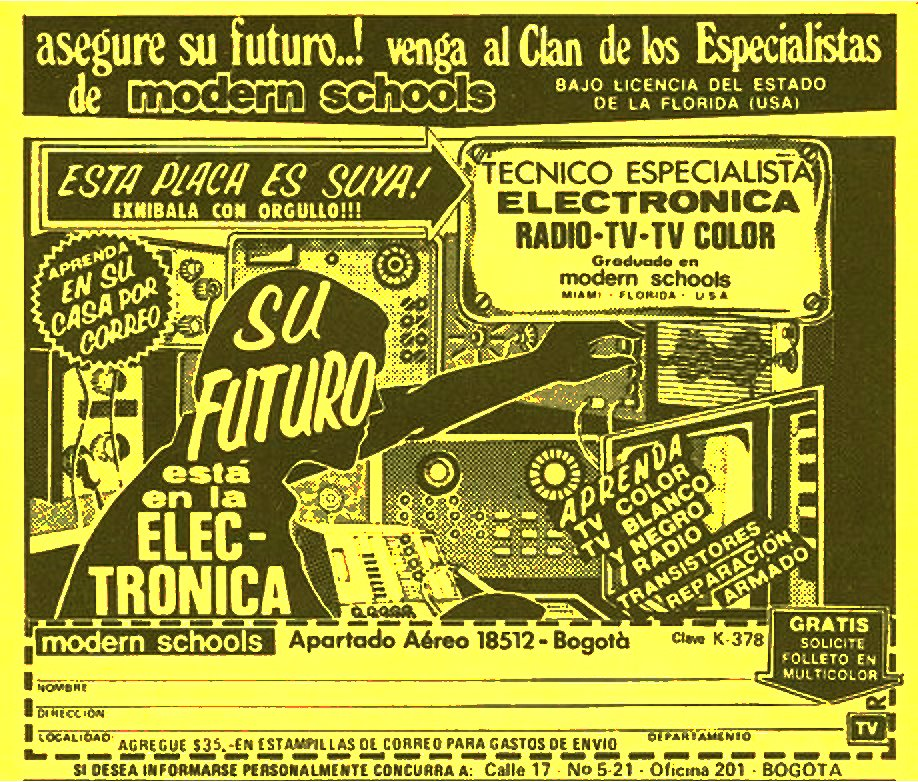 asegure su futuro..! venga al Clan de los Especialistas
de modern schools
BAJO LICENCIA DEL ESTADO
DE LA FLORIDA (USA)
ESTA PLACA ES SUYA!
EXHIBALA CON ORGULLO!!!
TECNICO ESPECIALISTA
ELECTRONICA
RADIO-TV-TV COLOR
Graduado en
modern schools
MIAMI - FLORIDA - USA
APRENDA
EN SU
CASA POR
CORREO
SU
FUTURO
está
en la
ELEC-
TRONICA
APRENDA
TV COLOR
TV BLANCO
Y NEGRO
Y RADIO
TRANSISTORES
REPARACIÓN
ARMADO
modern schools Apartado Aéreo 18512 - Bogotà Clave K-378
GRATIS
SOLICITE
FOLLETO EN
MULTICOLOR
NOMBRE
DIRECCION
LOCALIDAD DEPARTAMENTO
R
TV
AGREGUE $35.-EN ESTAMPILLAS DE CORREO PARA GASTOS DE ENVIO
SI DESEA INFORMARSE PERSONALMENTE CONCURRA A: Calle 17 - Nº 5-21 - Oficina 201 - BOGOTA